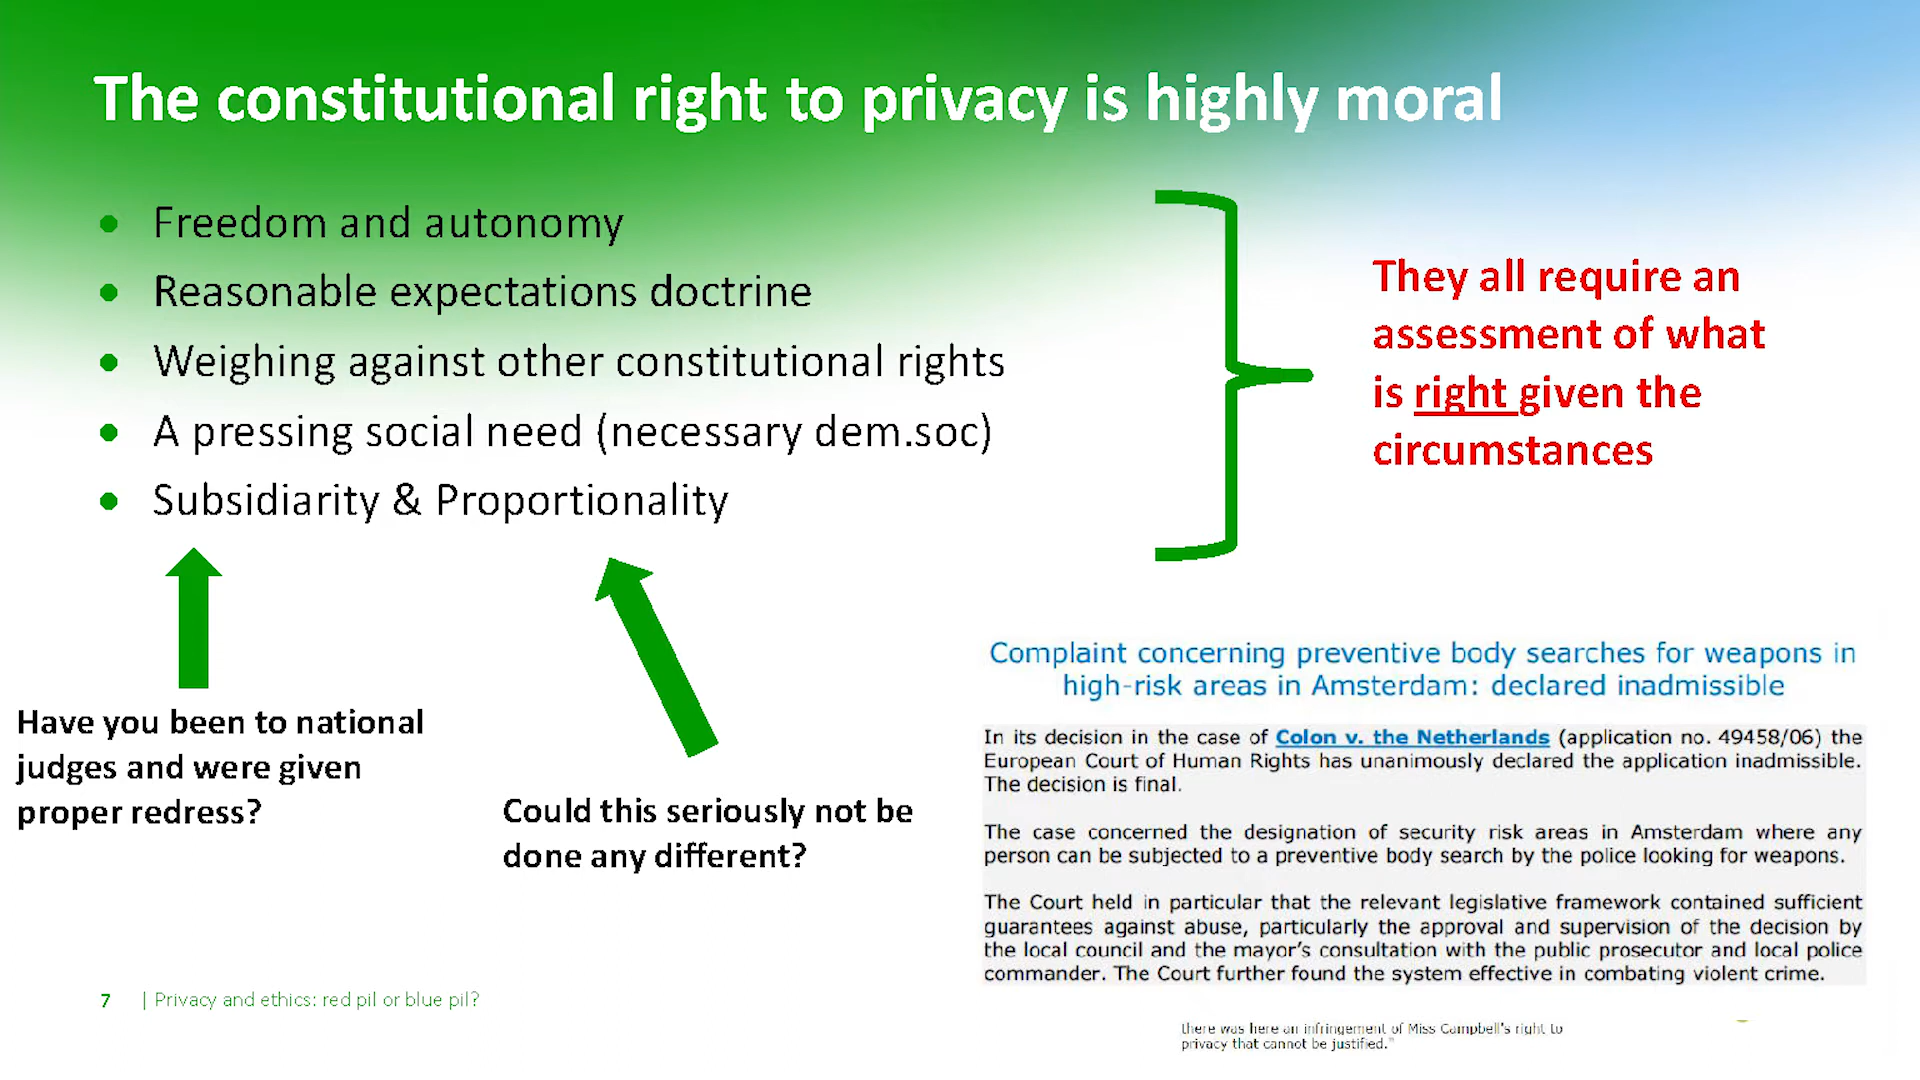 The constitutional right to privacy is highly moral
Freedom and autonomy
Reasonable expectations doctrine
Weighing against other constitutional rights
A pressing social need (necessary dem.soc)
Subsidiarity & Proportionality
They all require an
assessment of what
is right given the
circumstances
Have you been to national
judges and were given
proper redress?
Could this seriously not be
done any different?
Complaint concerning preventive body searches for weapons in
high-risk areas in Amsterdam: declared inadmissible
In its decision in the case of Colon v. the Netherlands (application no. 49458/06) the
European Court of Human Rights has unanimously declared the application inadmissible.
The decision is final.
The case concerned the designation of security risk areas in Amsterdam where any
person can be subjected to a preventive body search by the police looking for weapons.
The Court held in particular that the relevant legislative framework contained sufficient
guarantees against abuse, particularly the approval and supervision of the decision by
the local council and the mayor's consultation with the public prosecutor and local police
commander. The Court further found the system effective in combating violent crime.
7 | Privacy and ethics: red pil or blue pil?
there was here an infringement of Miss Campbell's right to
privacy that cannot be justified."